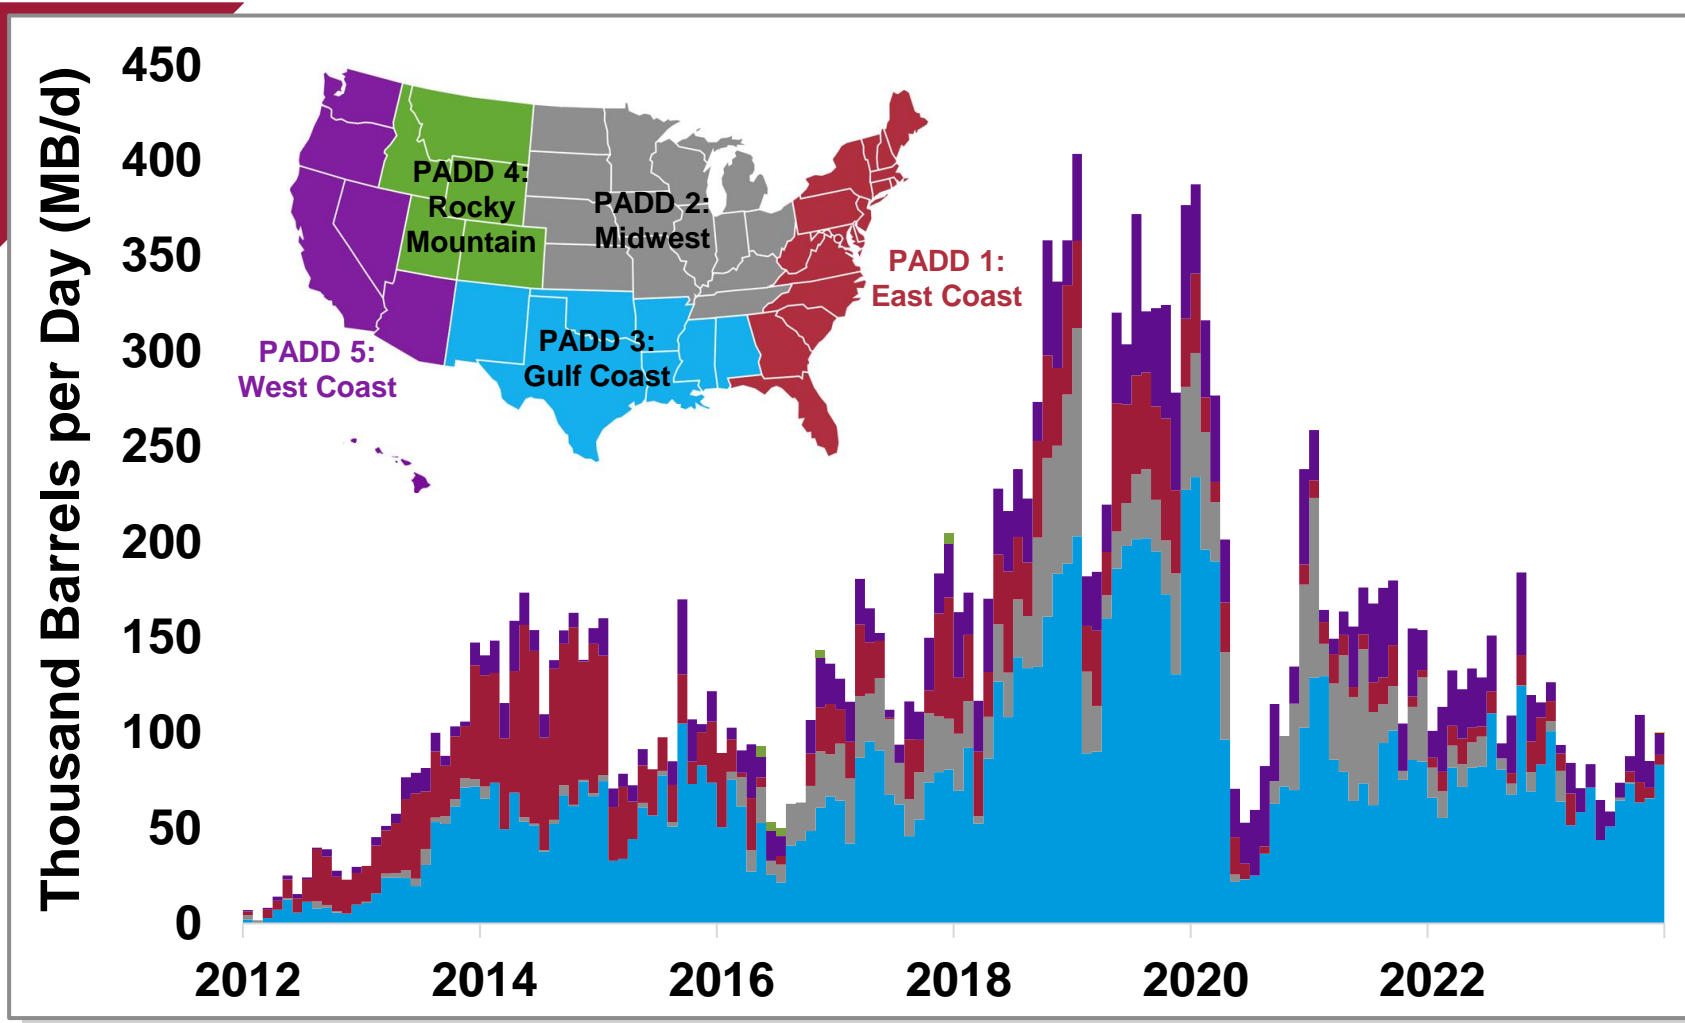 Thousand Barrels per Day (MB/d)
450
400
350
300
250
200
150
100
50
0
PADD 4:
Rocky
Mountain
PADD 2:
Midwest
PADD 1:
East Coast
PADD 3:
Gulf Coast
PADD 5:
West Coast
2012
2014
2016
2018
2020
2022